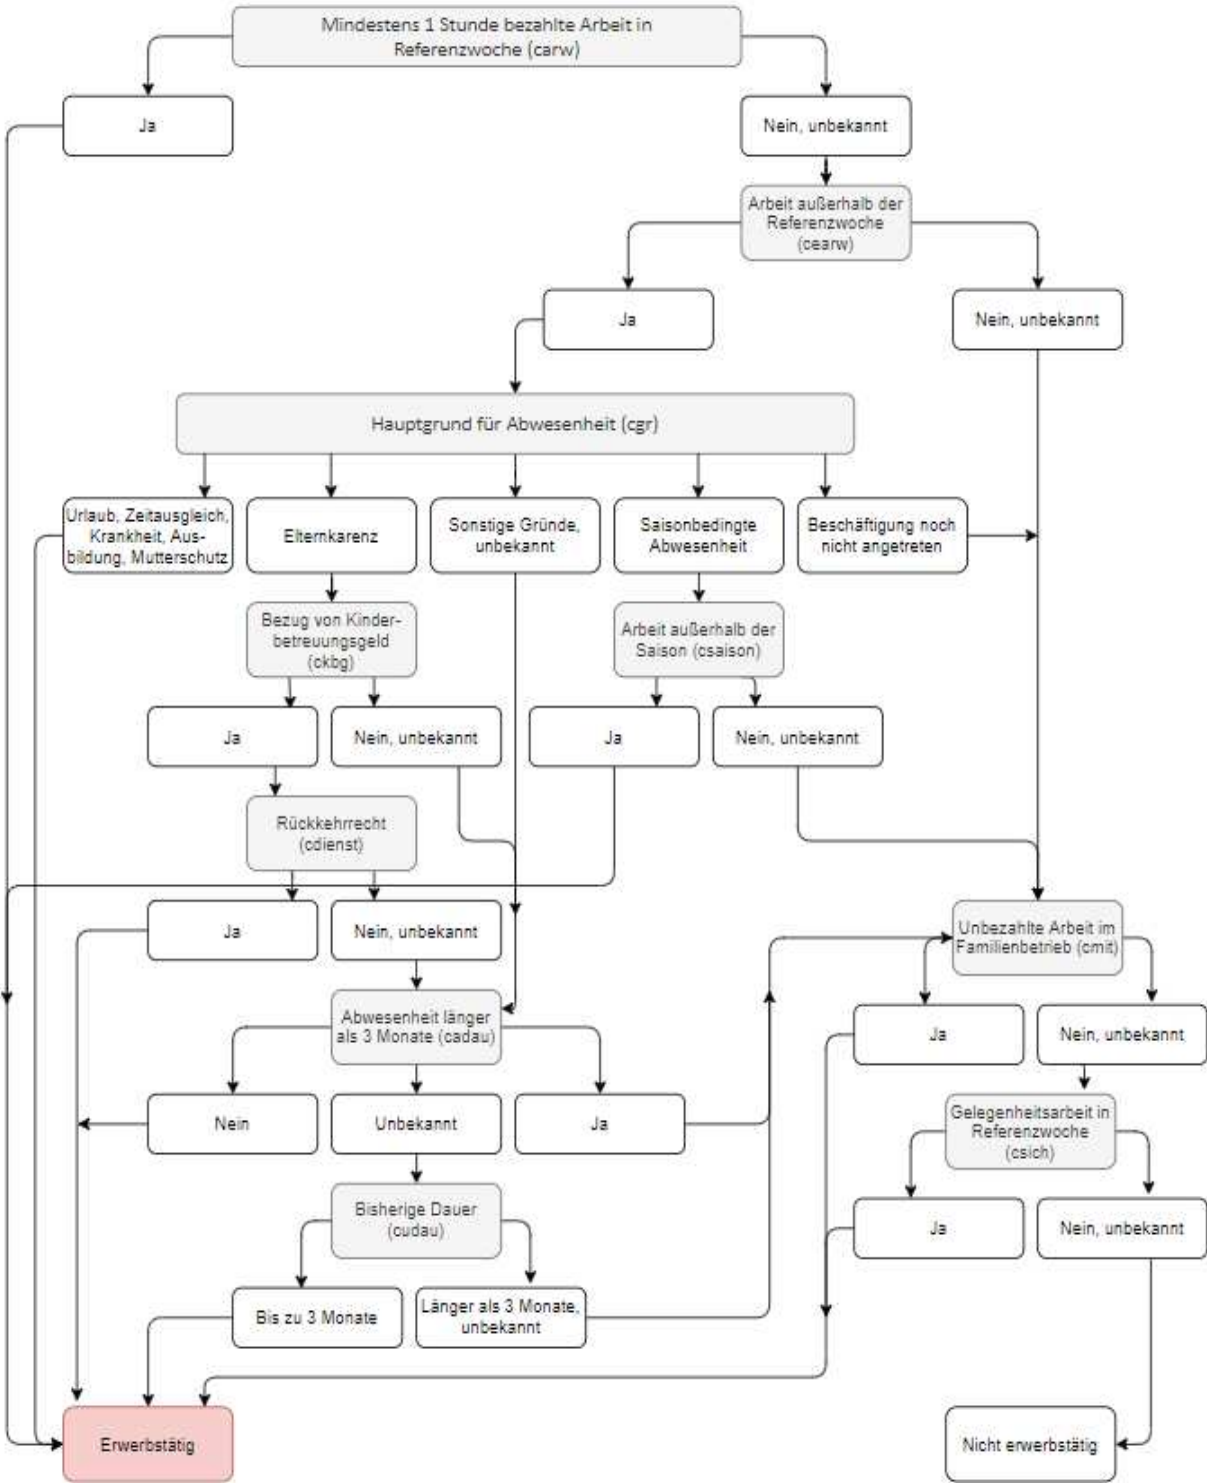 Mindestens 1 Stunde bezahlte Arbeit in
Referenzwoche (carw)
Ja
Nein, unbekannt
Arbeit außerhalb der
Referenzwoche
(cearw)
Ja
Nein, unbekannt
Hauptgrund für Abwesenheit (cgr)
Urlaub, Zeitausgleich,
Krankheit, Aus-
bildung, Mutterschutz
Elternkarenz
Sonstige Gründe,
unbekannt
Saisonbedingte
Abwesenheit
Beschäftigung noch
nicht angetreten
Bezug von Kinder-
betreuungsgeld
(ckbg)
Arbeit außerhalb der
Saison (csaison)
Ja
Nein, unbekannt
Ja
Nein, unbekannt
Rückkehrrecht
(cdienst)
Ja
Nein, unbekannt
Unbezahlte Arbeit im
Familienbetrieb (cmit)
Abwesenheit länger
als 3 Monate (cadau)
Ja
Nein, unbekannt
Nein
Unbekannt
Ja
Gelegenheitsarbeit in
Referenzwoche
(csich)
Bisherige Dauer
(cudau)
Ja
Nein, unbekannt
Bis zu 3 Monate
Länger als 3 Monate,
unbekannt
Erwerbstätig
Nicht erwerbstätig